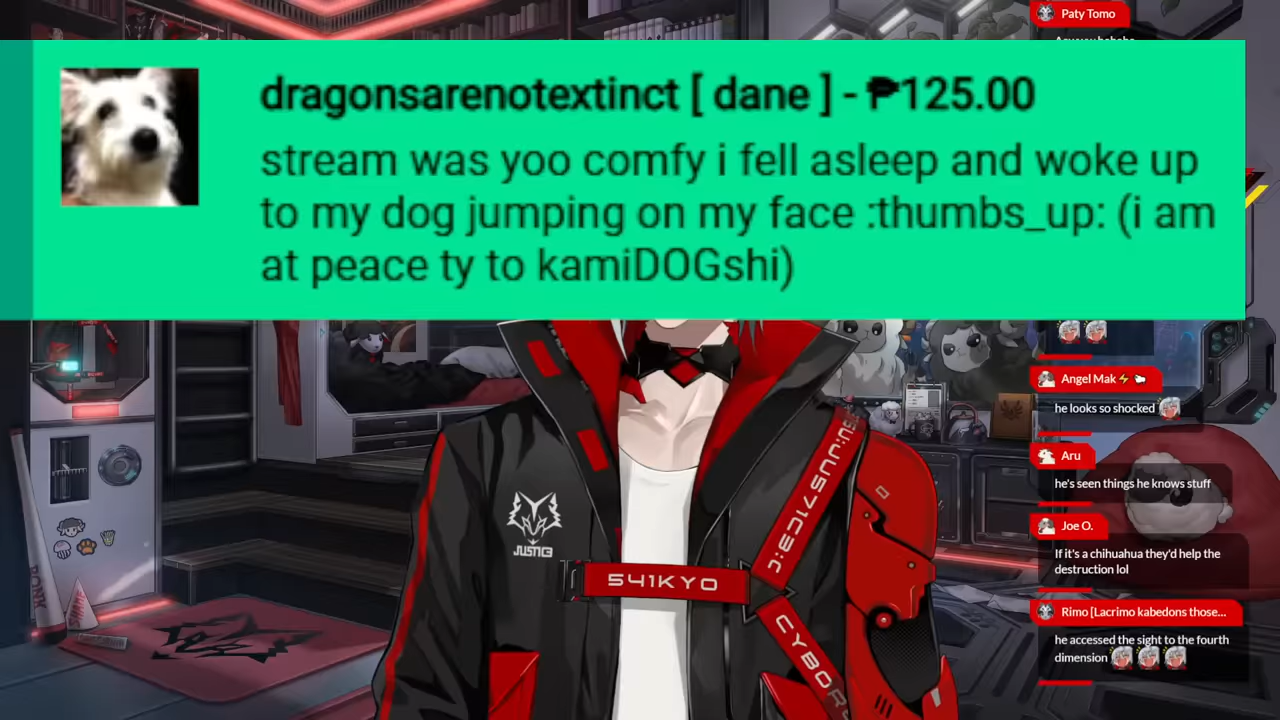 Paty Tomo
dragonsarenotextinct [ dane ] - ₱125.00
stream was yoo comfy i fell asleep and woke up
to my dog jumping on my face :thumbs_up: (i am
at peace ty to kamiDOGshi)
Angel Mak
he looks so shocked
Aru
he's seen things he knows stuff
Joe O.
If it's a chihuahua they'd help the
destruction lol
Rimo [Lacrimo kabedons those...
he accessed the sight to the fourth
dimension
JUST1C3
541KYO
CYBOR